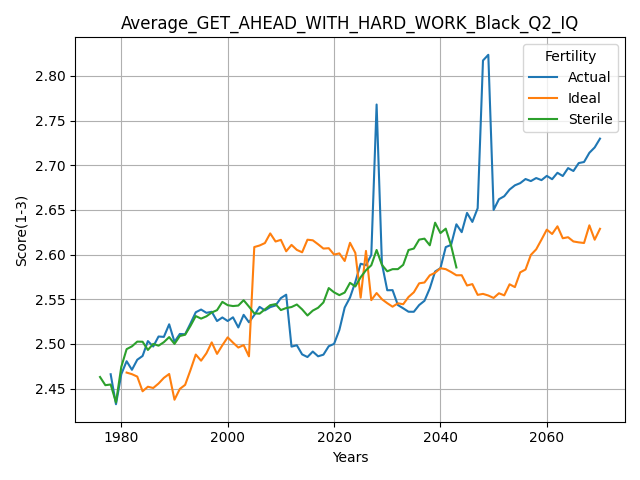 Average_GET_AHEAD_WITH_HARD_WORK_Black_Q2_IQ
Fertility
Actual
Ideal
Sterile
Score(1-3)
2.80
2.75
2.70
2.65
2.60
2.55
2.50
2.45
1980
2000
2020
2040
2060
Years